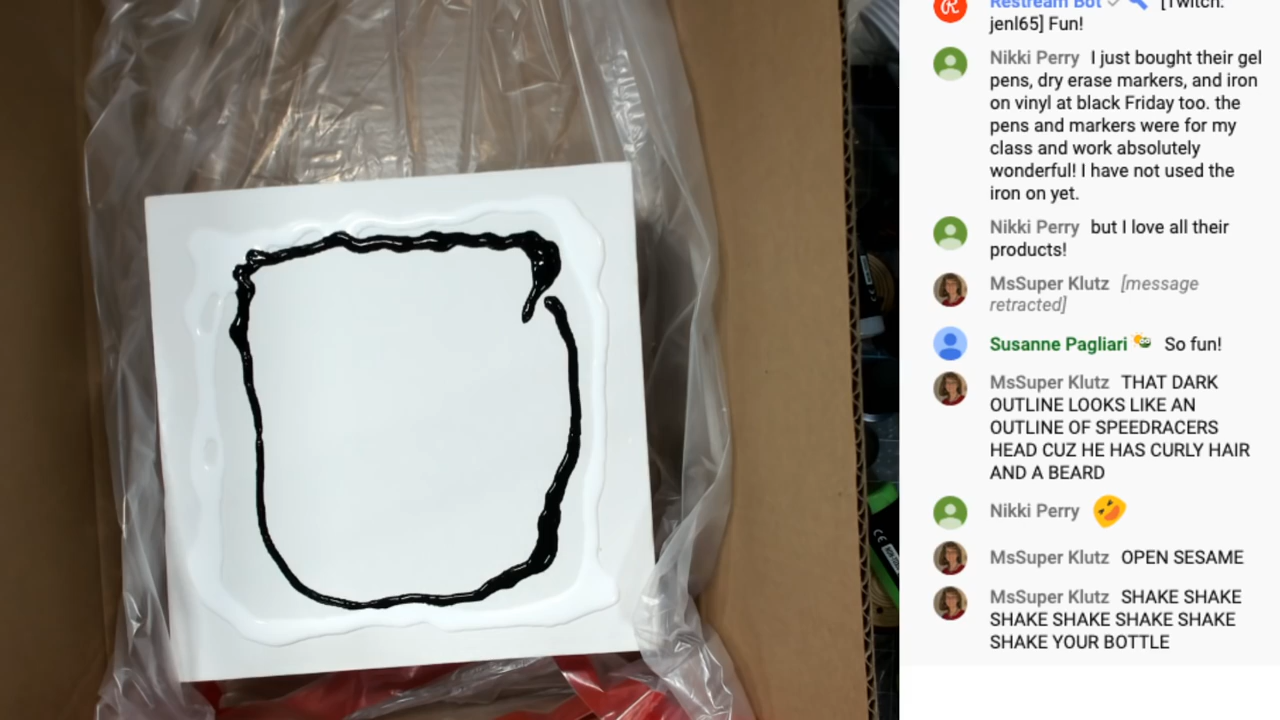 Restream Bot [Twitch:
jenl65] Fun!
Nikki Perry I just bought their gel
pens, dry erase markers, and iron
on vinyl at black Friday too. the
pens and markers were for my
class and work absolutely
wonderful! I have not used the
iron on yet.
Nikki Perry but I love all their
products!
MsSuper Klutz [message
retracted]
Susanne Pagliari So fun!
MsSuper Klutz THAT DARK
OUTLINE LOOKS LIKE AN
OUTLINE OF SPEEDRACERS
HEAD CUZ HE HAS CURLY HAIR
AND A BEARD
Nikki Perry 🤣
MsSuper Klutz OPEN SESAME
MsSuper Klutz SHAKE SHAKE
SHAKE SHAKE SHAKE SHAKE
SHAKE YOUR BOTTLE